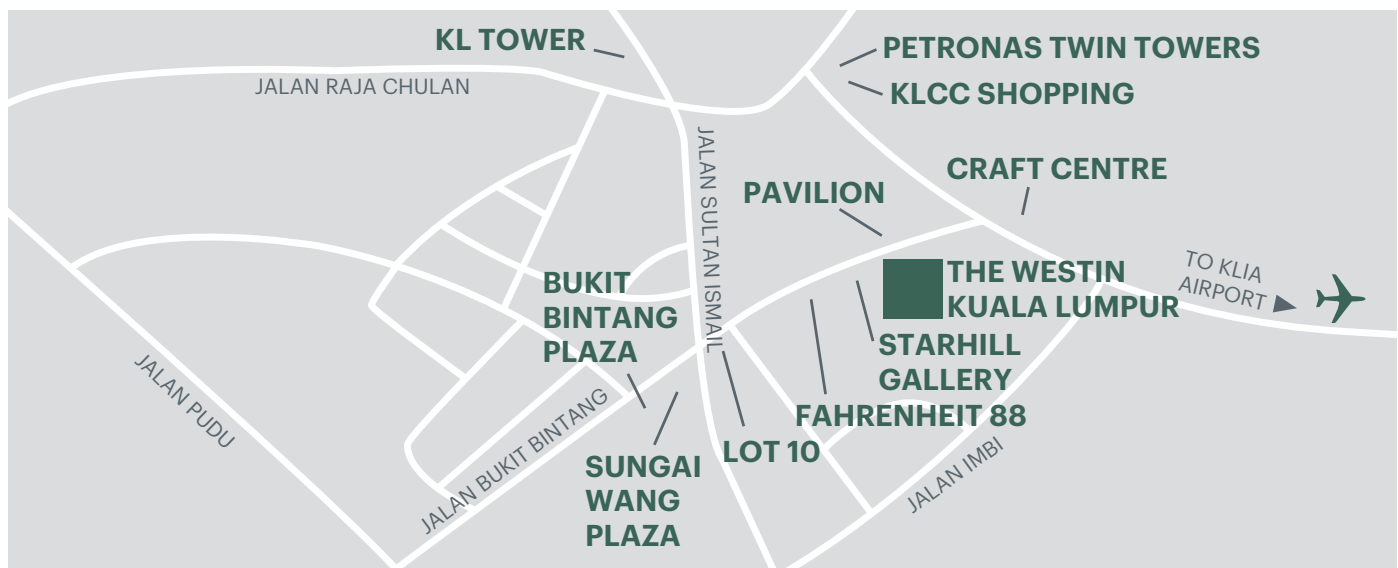 KL TOWER
PETRONAS TWIN TOWERS
JALAN RAJA CHULAN
KLCC SHOPPING
JALAN SULTAN ISMAIL
CRAFT CENTRE
PAVILION
TO KLIA
AIRPORT
THE WESTIN
KUALA LUMPUR
BUKIT
BINTANG
PLAZA
STARHILL
GALLERY
JALAN PUDU
JALAN BUKIT BINTANG
FAHRENHEIT 88
LOT 10
JALAN IMBI
SUNGAI
WANG
PLAZA